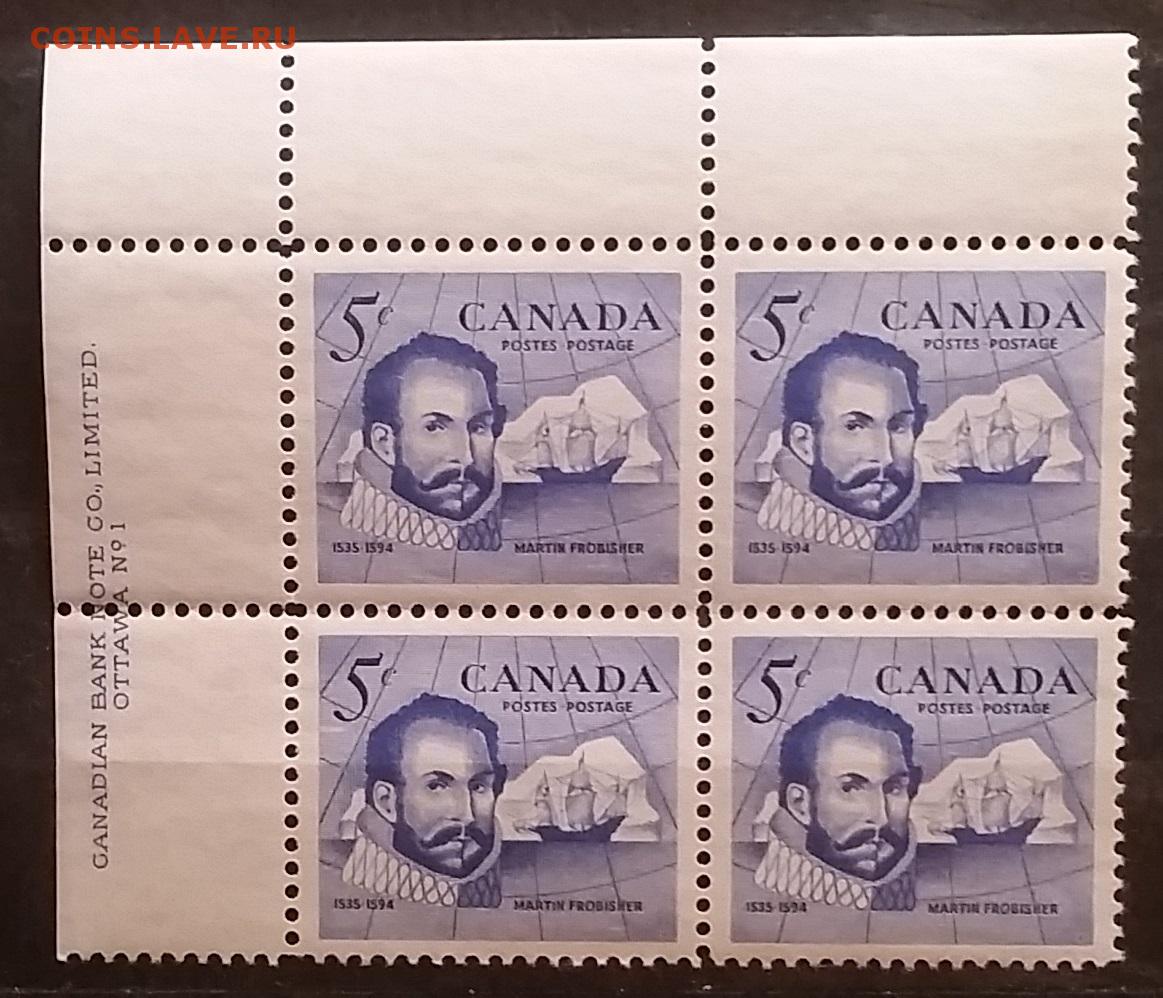 COINS.LAVE.RU
CANADIAN BANK NOTE CO., LIMITED.
OTTAWA Nº 1
5¢ CANADA
POSTES POSTAGE
1535-1594 MARTIN FROBISHER
5¢ CANADA
POSTES POSTAGE
1535-1594 MARTIN FROBISHER
5¢ CANADA
POSTES POSTAGE
1535-1594 MARTIN FROBISHER
5¢ CANADA
POSTES POSTAGE
1535-1594 MARTIN FROBISHER